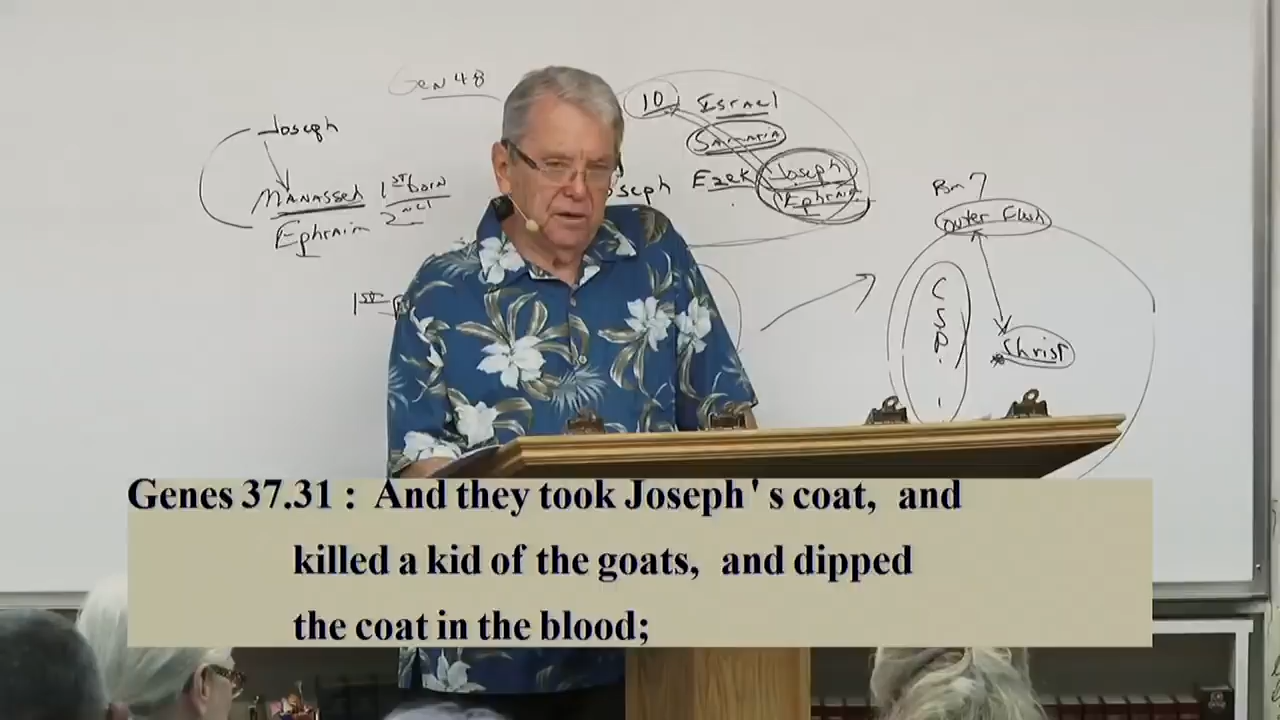 Gen 48
Joseph
Manasseh 1ST Born
Ephraim 2nd
1ST
10 Israel
Samaria
Ezek Joseph
Ephraim
Joseph
Rm 7
outer Flesh
Christ
Genes 37.31 : And they took Joseph's coat, and
killed a kid of the goats, and dipped
the coat in the blood;